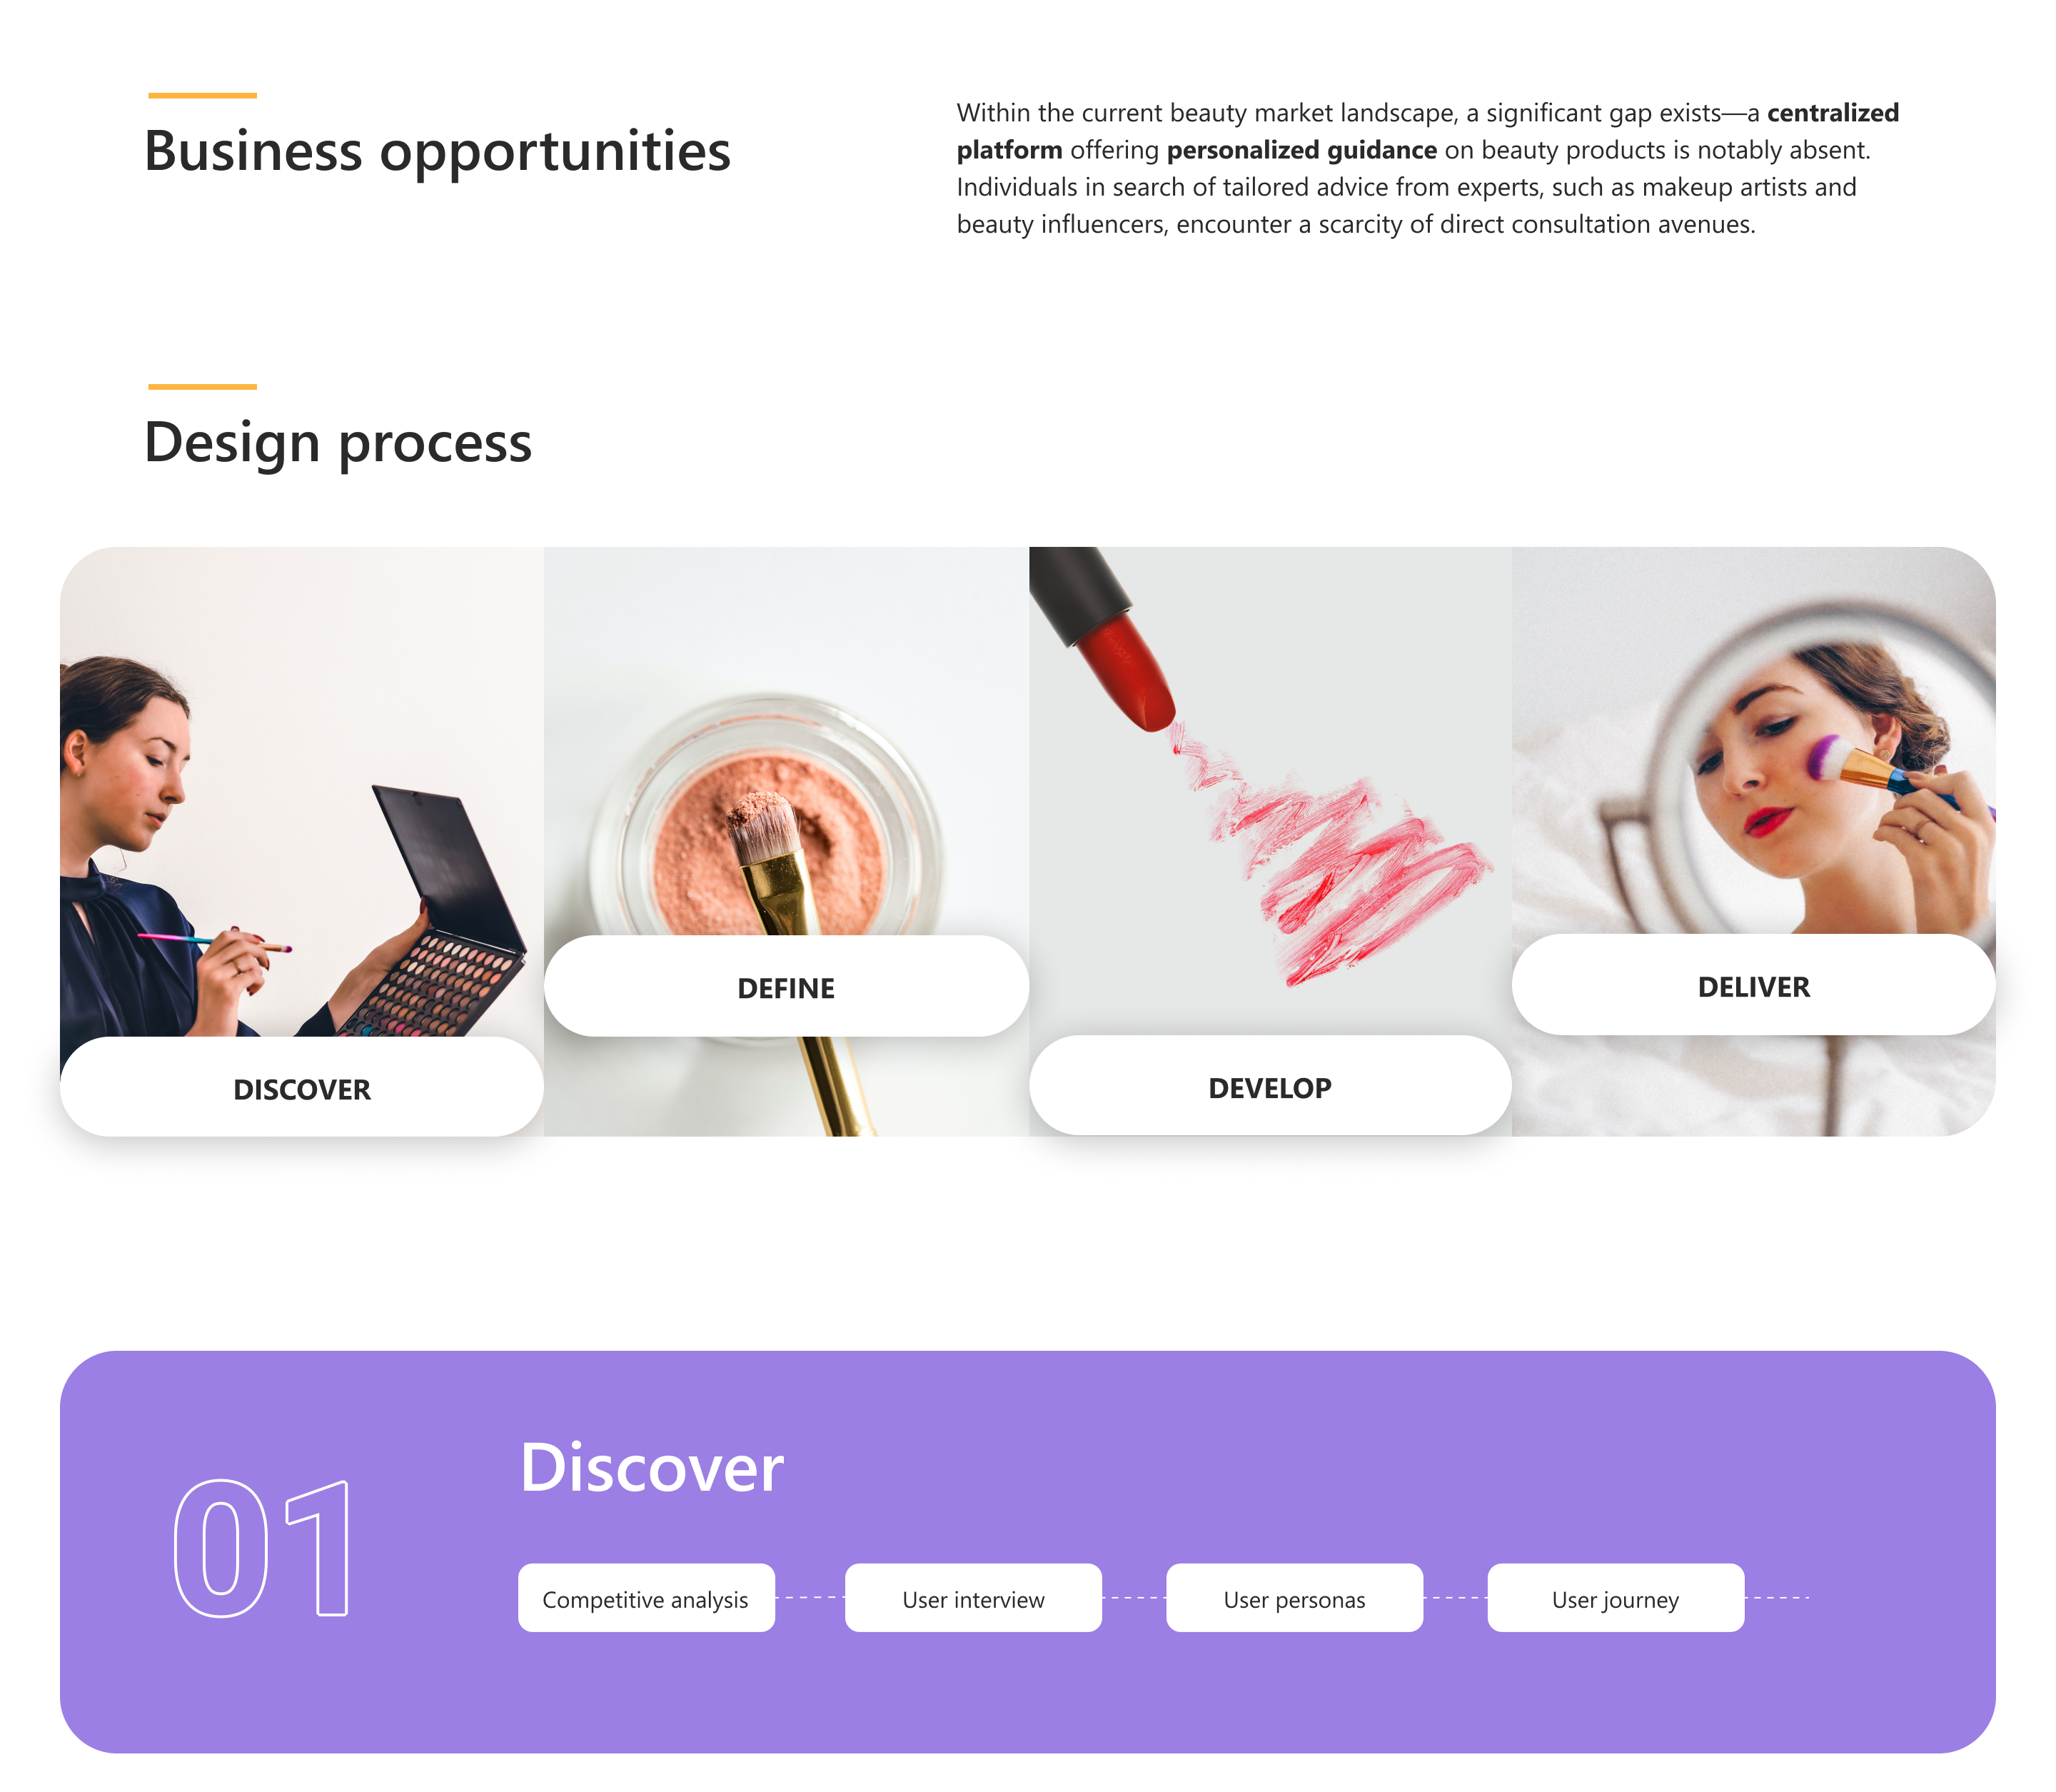 Business opportunities
Within the current beauty market landscape, a significant gap exists—a centralized
platform offering personalized guidance on beauty products is notably absent.
Individuals in search of tailored advice from experts, such as makeup artists and
beauty influencers, encounter a scarcity of direct consultation avenues.
Design process
DISCOVER
DEFINE
DEVELOP
DELIVER
01
Discover
Competitive analysis
User interview
User personas
User journey